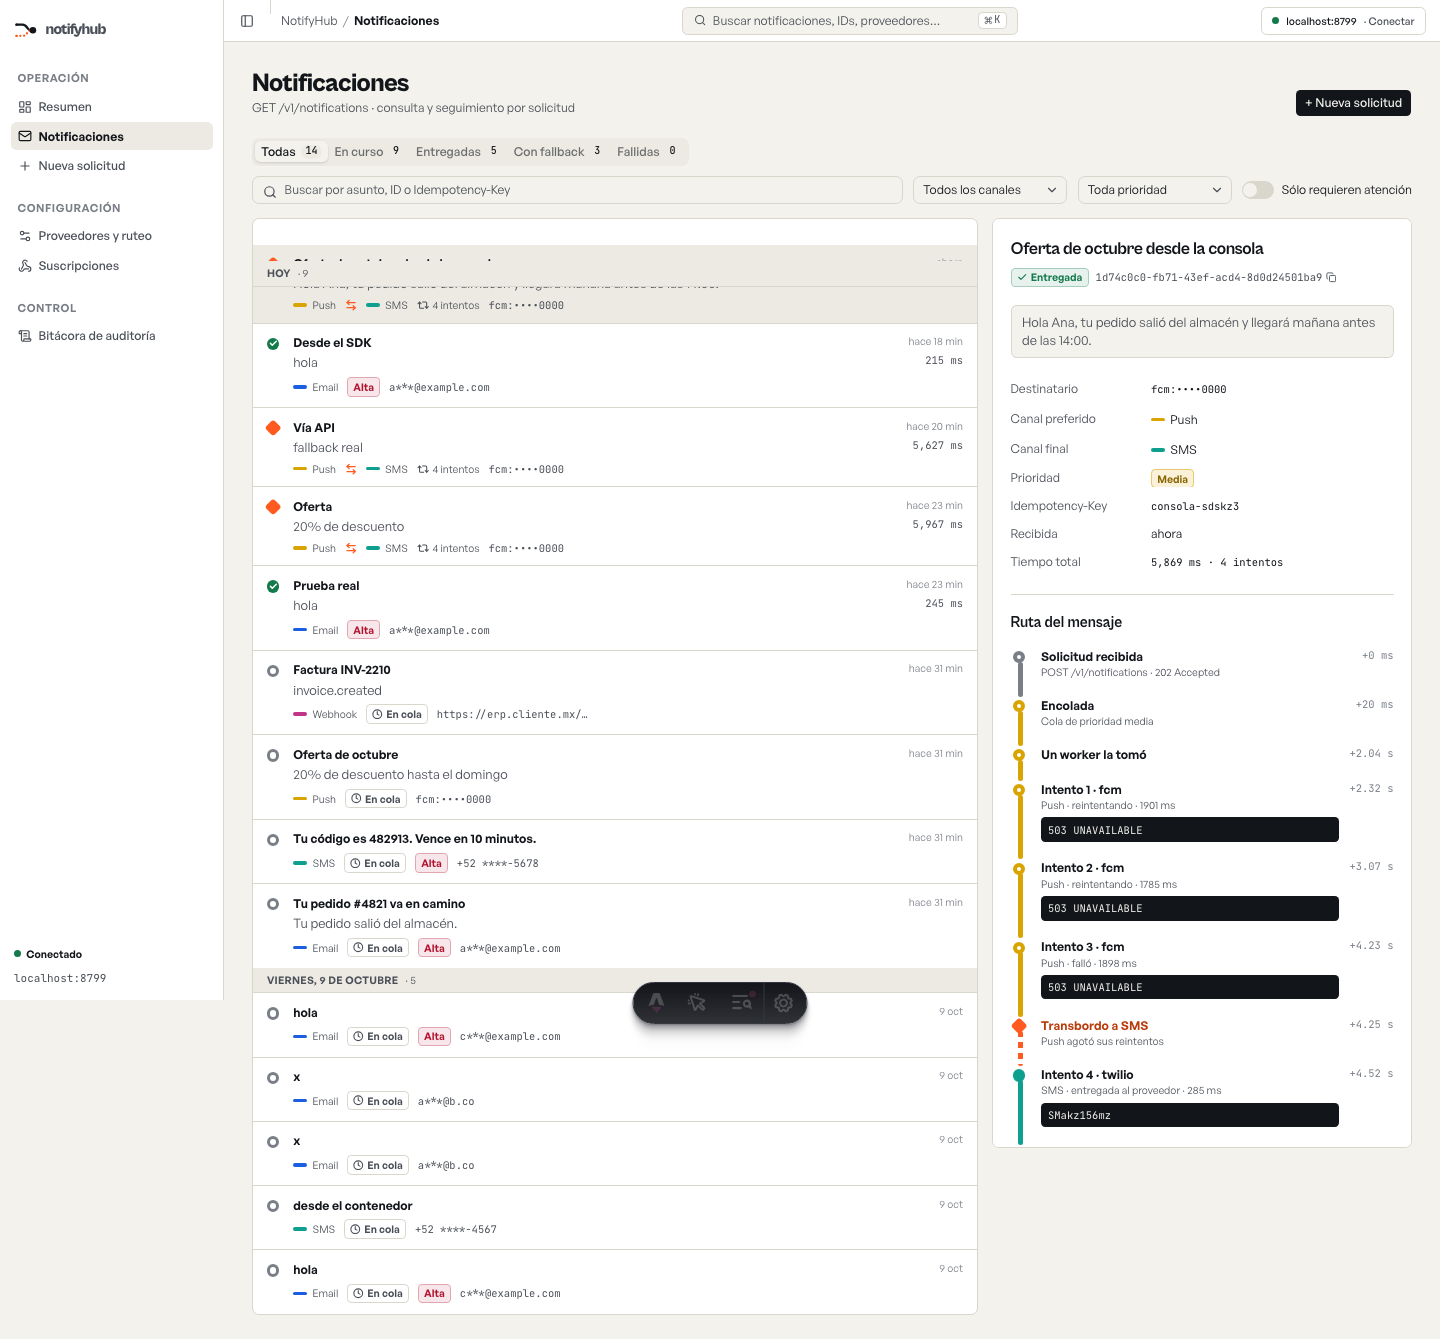 notifyhub
NotifyHub / Notificaciones
Buscar notificaciones, IDs, proveedores...
⌘K
localhost:8799 · Conectar
OPERACIÓN
Resumen
Notificaciones
Nueva solicitud
CONFIGURACIÓN
Proveedores y ruteo
Suscripciones
CONTROL
Bitácora de auditoría
Conectado
localhost:8799
Notificaciones
GET /v1/notifications · consulta y seguimiento por solicitud
+ Nueva solicitud
Todas 14 En curso 9 Entregadas 5 Con fallback 3 Fallidas 0
Buscar por asunto, ID o Idempotency-Key
Todos los canales
Toda prioridad
Sólo requieren atención
HOY · 9
Push SMS 4 intentos fcm:••••0000
Desde el SDK hace 18 min
hola 215 ms
Email Alta a***@example.com
Vía API hace 20 min
fallback real 5,627 ms
Push SMS 4 intentos fcm:••••0000
Oferta hace 23 min
20% de descuento 5,967 ms
Push SMS 4 intentos fcm:••••0000
Prueba real hace 23 min
hola 245 ms
Email Alta a***@example.com
Factura INV-2210 hace 31 min
invoice.created
Webhook En cola https://erp.cliente.mx/…
Oferta de octubre hace 31 min
20% de descuento hasta el domingo
Push En cola fcm:••••0000
Tu código es 482913. Vence en 10 minutos. hace 31 min
SMS En cola Alta +52 ****-5678
Tu pedido #4821 va en camino hace 31 min
Tu pedido salió del almacén.
Email En cola Alta a***@example.com
VIERNES, 9 DE OCTUBRE · 5
hola 9 oct
Email En cola Alta c***@example.com
x 9 oct
Email En cola a***@b.co
x 9 oct
Email En cola a***@b.co
desde el contenedor 9 oct
SMS En cola +52 ****-4567
hola 9 oct
Email En cola Alta c***@example.com
Oferta de octubre desde la consola
Entregada 1d74c0c0-fb71-43ef-acd4-8d0d24501ba9
Hola Ana, tu pedido salió del almacén y llegará mañana antes
de las 14:00.
Destinatario fcm:••••0000
Canal preferido Push
Canal final SMS
Prioridad Media
Idempotency-Key consola-sdskz3
Recibida ahora
Tiempo total 5,869 ms · 4 intentos
Ruta del mensaje
Solicitud recibida +0 ms
POST /v1/notifications · 202 Accepted
Encolada +20 ms
Cola de prioridad media
Un worker la tomó +2.04 s
Intento 1 · fcm +2.32 s
Push · reintentando · 1901 ms
503 UNAVAILABLE
Intento 2 · fcm +3.07 s
Push · reintentando · 1785 ms
503 UNAVAILABLE
Intento 3 · fcm +4.23 s
Push · falló · 1898 ms
503 UNAVAILABLE
Transbordo a SMS +4.25 s
Push agotó sus reintentos
Intento 4 · twilio +4.52 s
SMS · entregada al proveedor · 285 ms
SMakz156mz